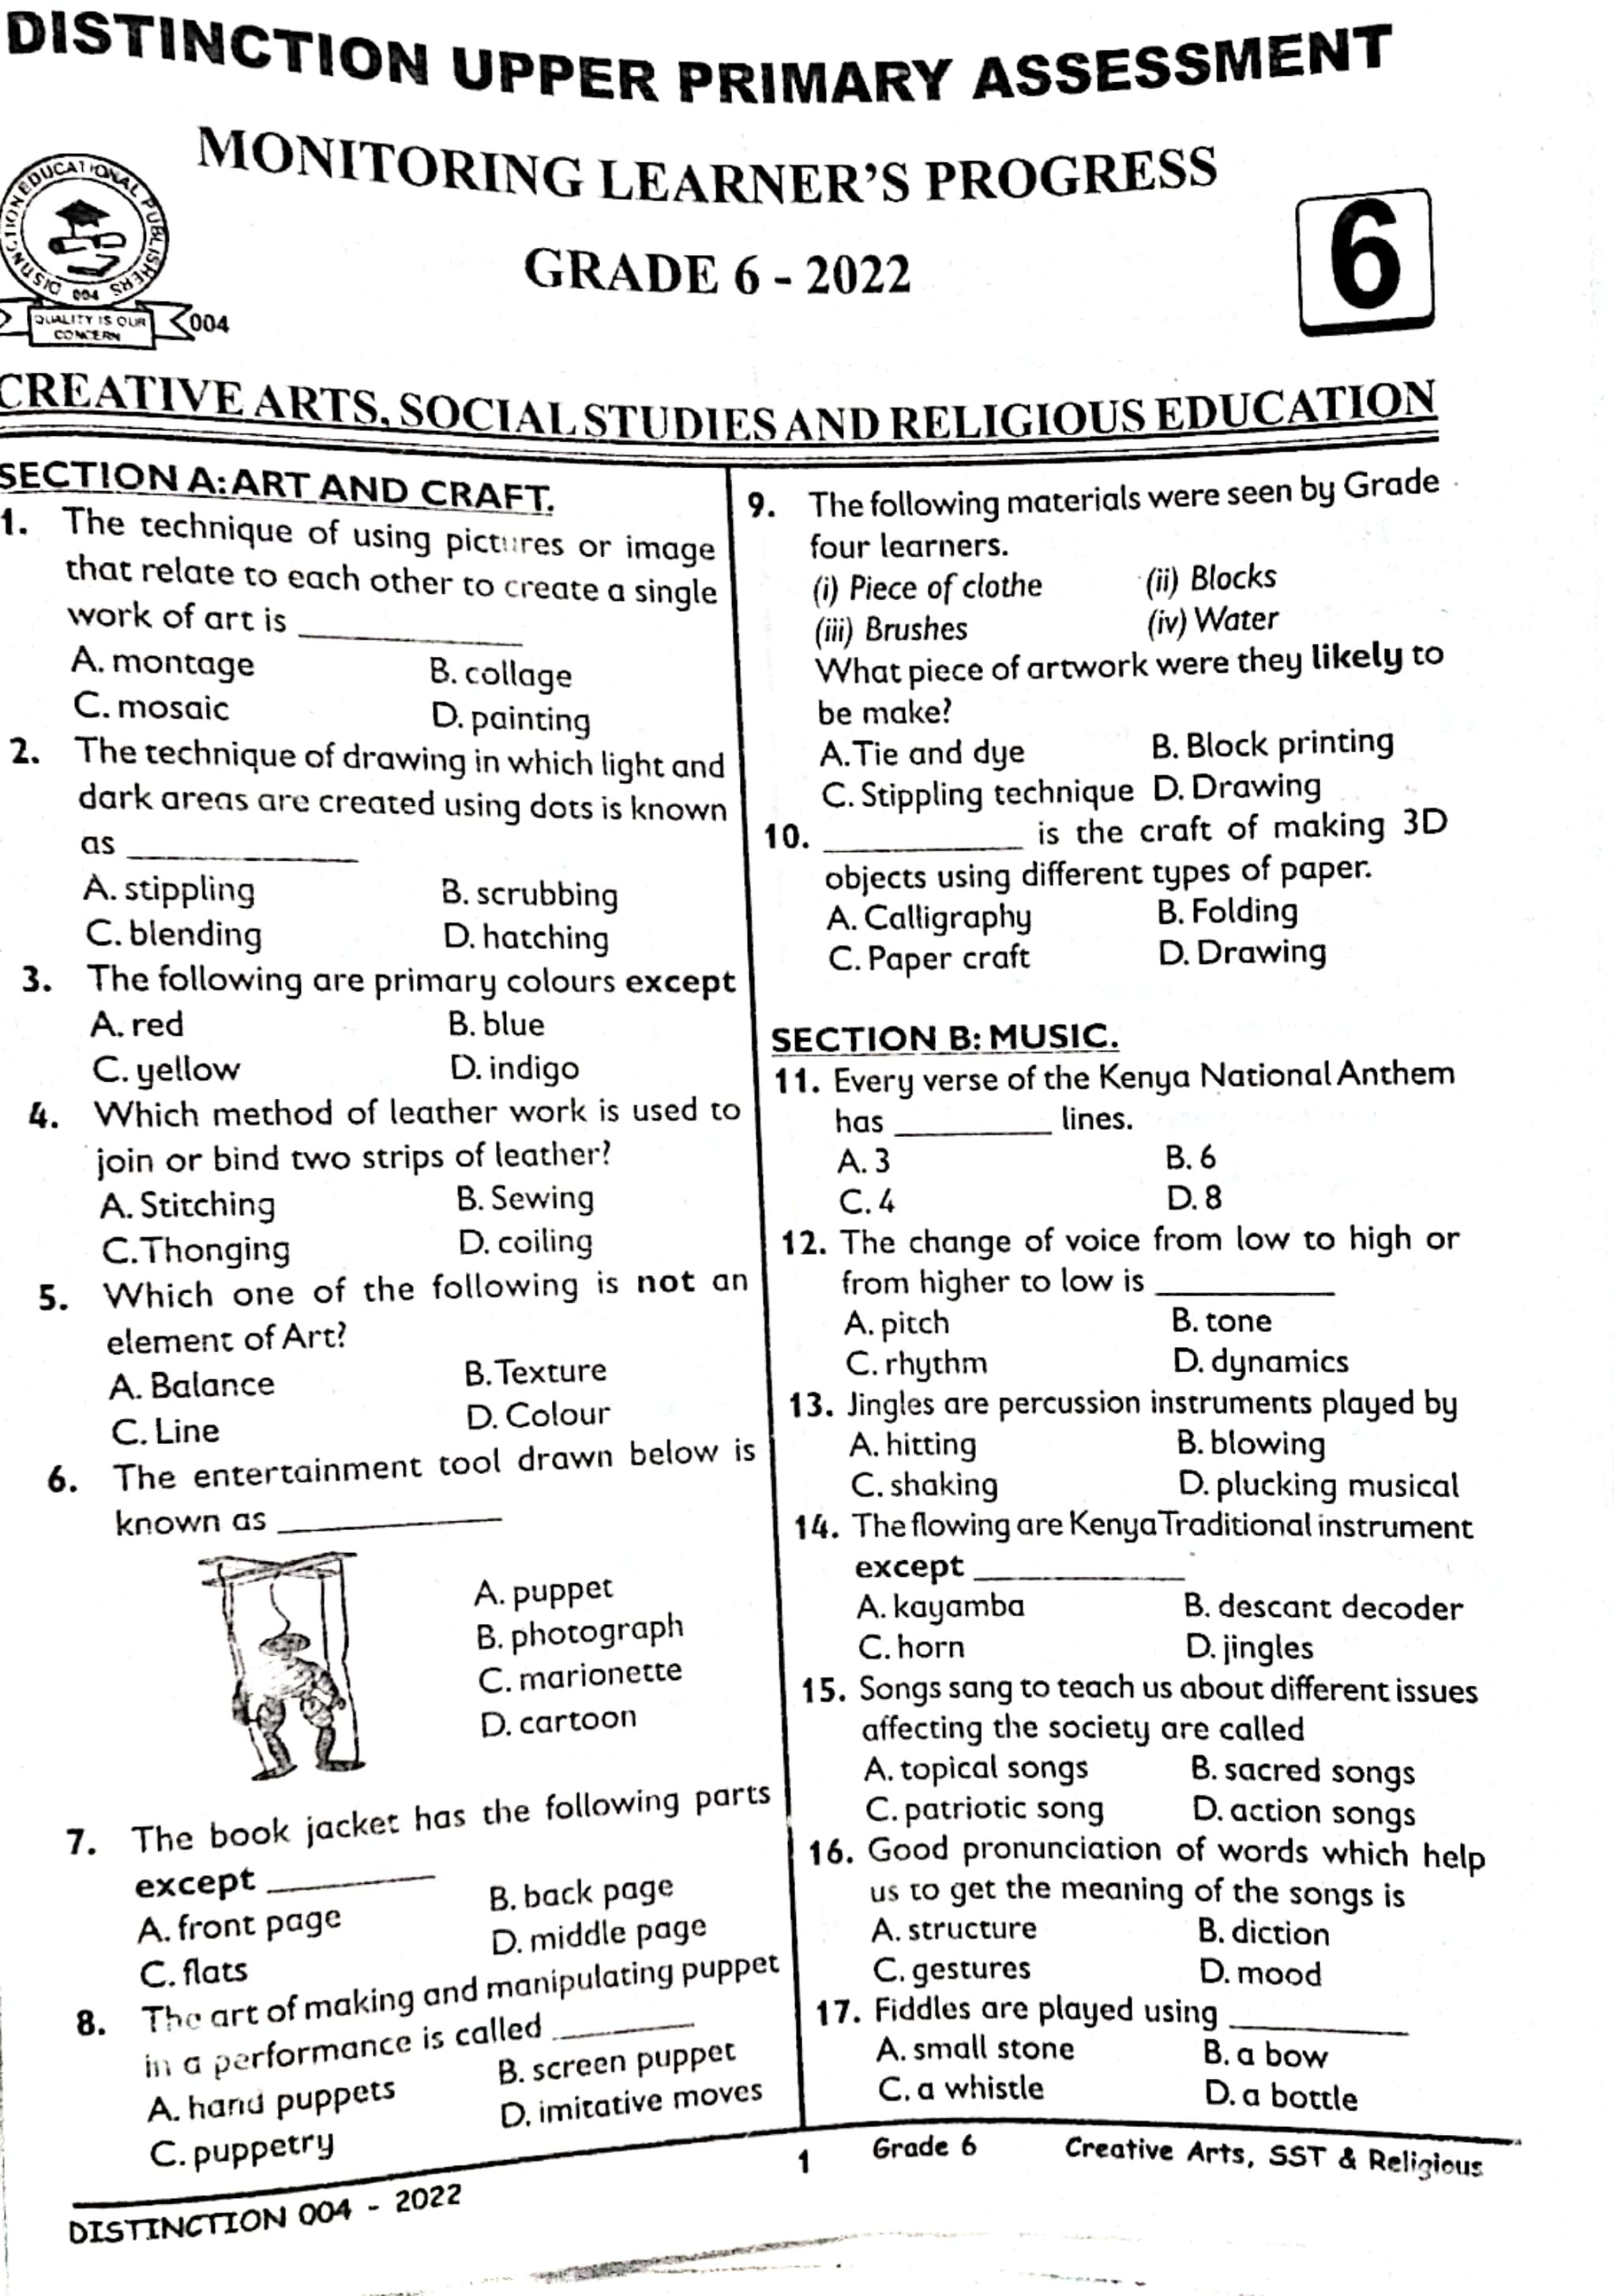 DISTINCTION UPPER PRIMARY ASSESSMENT
MONITORING LEARNER'S PROGRESS
GRADE 6 - 2022
6
DISTINCTION EDUCATIONAL PUBLISHERS
004
QUALITY IS OUR
CONCERN
004
CREATIVE ARTS, SOCIAL STUDIES AND RELIGIOUS EDUCATION
SECTION A: ART AND CRAFT.
1. The technique of using pictures or image
that relate to each other to create a single
work of art is ____________
A. montage B. collage
C. mosaic D. painting
2. The technique of drawing in which light and
dark areas are created using dots is known
as ____________
A. stippling B. scrubbing
C. blending D. hatching
3. The following are primary colours except
A. red B. blue
C. yellow D. indigo
4. Which method of leather work is used to
join or bind two strips of leather?
A. Stitching B. Sewing
C. Thonging D. coiling
5. Which one of the following is not an
element of Art?
A. Balance B. Texture
C. Line D. Colour
6. The entertainment tool drawn below is
known as ____________
A. puppet
B. photograph
C. marionette
D. cartoon
7. The book jacket has the following parts
except ____________
A. front page B. back page
C. flats D. middle page
8. The art of making and manipulating puppet
in a performance is called ____________
A. hand puppets B. screen puppet
C. puppetry D. imitative moves
9. The following materials were seen by Grade
four learners.
(i) Piece of clothe (ii) Blocks
(iii) Brushes (iv) Water
What piece of artwork were they likely to
be make?
A. Tie and dye B. Block printing
C. Stippling technique D. Drawing
10. ____________ is the craft of making 3D
objects using different types of paper.
A. Calligraphy B. Folding
C. Paper craft D. Drawing
SECTION B: MUSIC.
11. Every verse of the Kenya National Anthem
has ____________ lines.
A. 3 B. 6
C. 4 D. 8
12. The change of voice from low to high or
from higher to low is ____________
A. pitch B. tone
C. rhythm D. dynamics
13. Jingles are percussion instruments played by
A. hitting B. blowing
C. shaking D. plucking musical
14. The flowing are Kenya Traditional instrument
except ____________
A. kayamba B. descant decoder
C. horn D. jingles
15. Songs sang to teach us about different issues
affecting the society are called
A. topical songs B. sacred songs
C. patriotic song D. action songs
16. Good pronunciation of words which help
us to get the meaning of the songs is
A. structure B. diction
C. gestures D. mood
17. Fiddles are played using ____________
A. small stone B. a bow
C. a whistle D. a bottle
DISTINCTION 004 - 2022 1 Grade 6 Creative Arts, SST & Religious